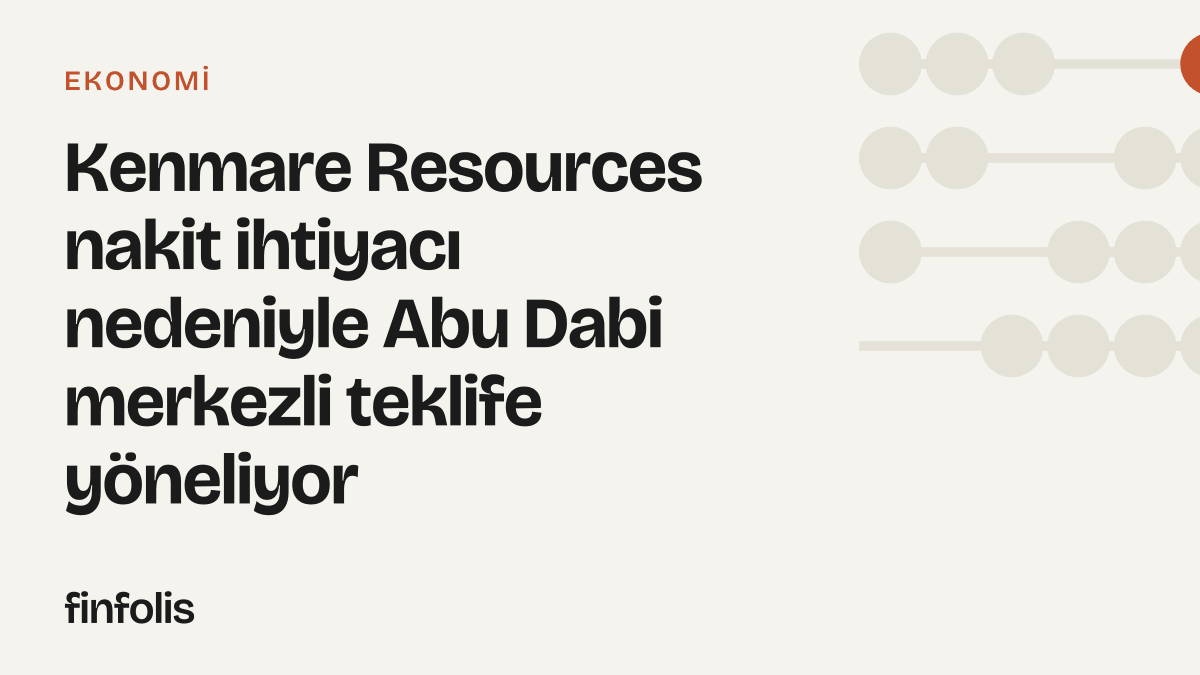 EKONOMİ
Kenmare Resources
nakit ihtiyacı
nedeniyle Abu Dabi
merkezli teklife
yöneliyor
finfolis